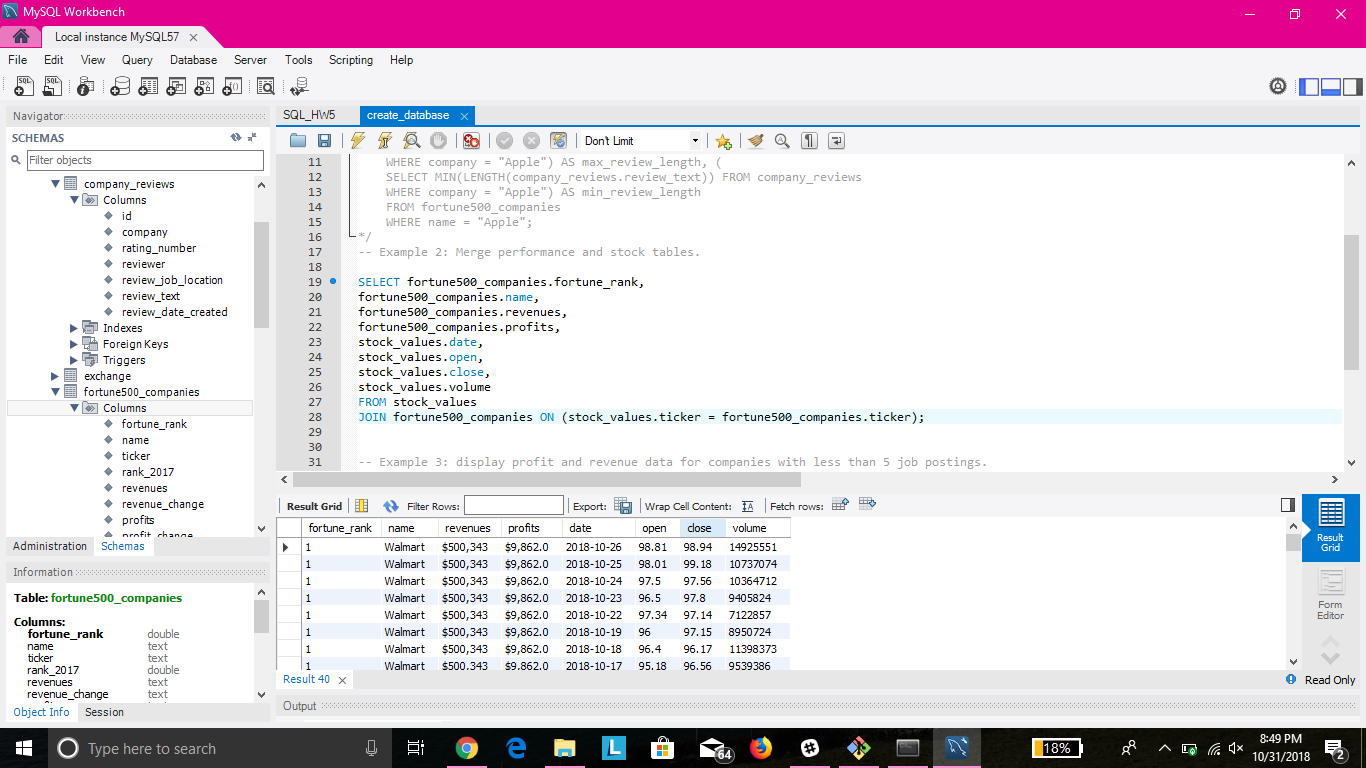 MySQL Workbench
Local instance MySQL57
File Edit View Query Database Server Tools Scripting Help
Navigator
SCHEMAS
Filter objects
company_reviews
Columns
id
company
rating_number
reviewer
review_job_location
review_text
review_date_created
Indexes
Foreign Keys
Triggers
exchange
fortune500_companies
Columns
fortune_rank
name
ticker
rank_2017
revenues
revenue_change
profits
profit_change
Administration Schemas
Information
Table: fortune500_companies
Columns:
fortune_rank double
name text
ticker text
rank_2017 double
revenues text
revenue_change text
Object Info Session
SQL_HW5 create_database
Don't Limit
11 WHERE company = "Apple") AS max_review_length, (
12 SELECT MIN(LENGTH(company_reviews.review_text)) FROM company_reviews
13 WHERE company = "Apple") AS min_review_length
14 FROM fortune500_companies
15 WHERE name = "Apple";
16 */
17 -- Example 2: Merge performance and stock tables.
18
19 SELECT fortune500_companies.fortune_rank,
20 fortune500_companies.name,
21 fortune500_companies.revenues,
22 fortune500_companies.profits,
23 stock_values.date,
24 stock_values.open,
25 stock_values.close,
26 stock_values.volume
27 FROM stock_values
28 JOIN fortune500_companies ON (stock_values.ticker = fortune500_companies.ticker);
29
30
31 -- Example 3: display profit and revenue data for companies with less than 5 job postings.
Result Grid Filter Rows: Export: Wrap Cell Content: Fetch rows:
fortune_rank name revenues profits date open close volume
1 Walmart $500,343 $9,862.0 2018-10-26 98.81 98.94 14925551
1 Walmart $500,343 $9,862.0 2018-10-25 98.01 99.18 10737074
1 Walmart $500,343 $9,862.0 2018-10-24 97.5 97.56 10364712
1 Walmart $500,343 $9,862.0 2018-10-23 96.5 97.8 9405824
1 Walmart $500,343 $9,862.0 2018-10-22 97.34 97.14 7122857
1 Walmart $500,343 $9,862.0 2018-10-19 96 97.15 8950724
1 Walmart $500,343 $9,862.0 2018-10-18 96.4 96.17 11398373
1 Walmart $500,343 $9,862.0 2018-10-17 95.18 96.56 9539386
Result Grid
Form Editor
Result 40
Read Only
Output
Type here to search
64
18%
8:49 PM
10/31/2018
2